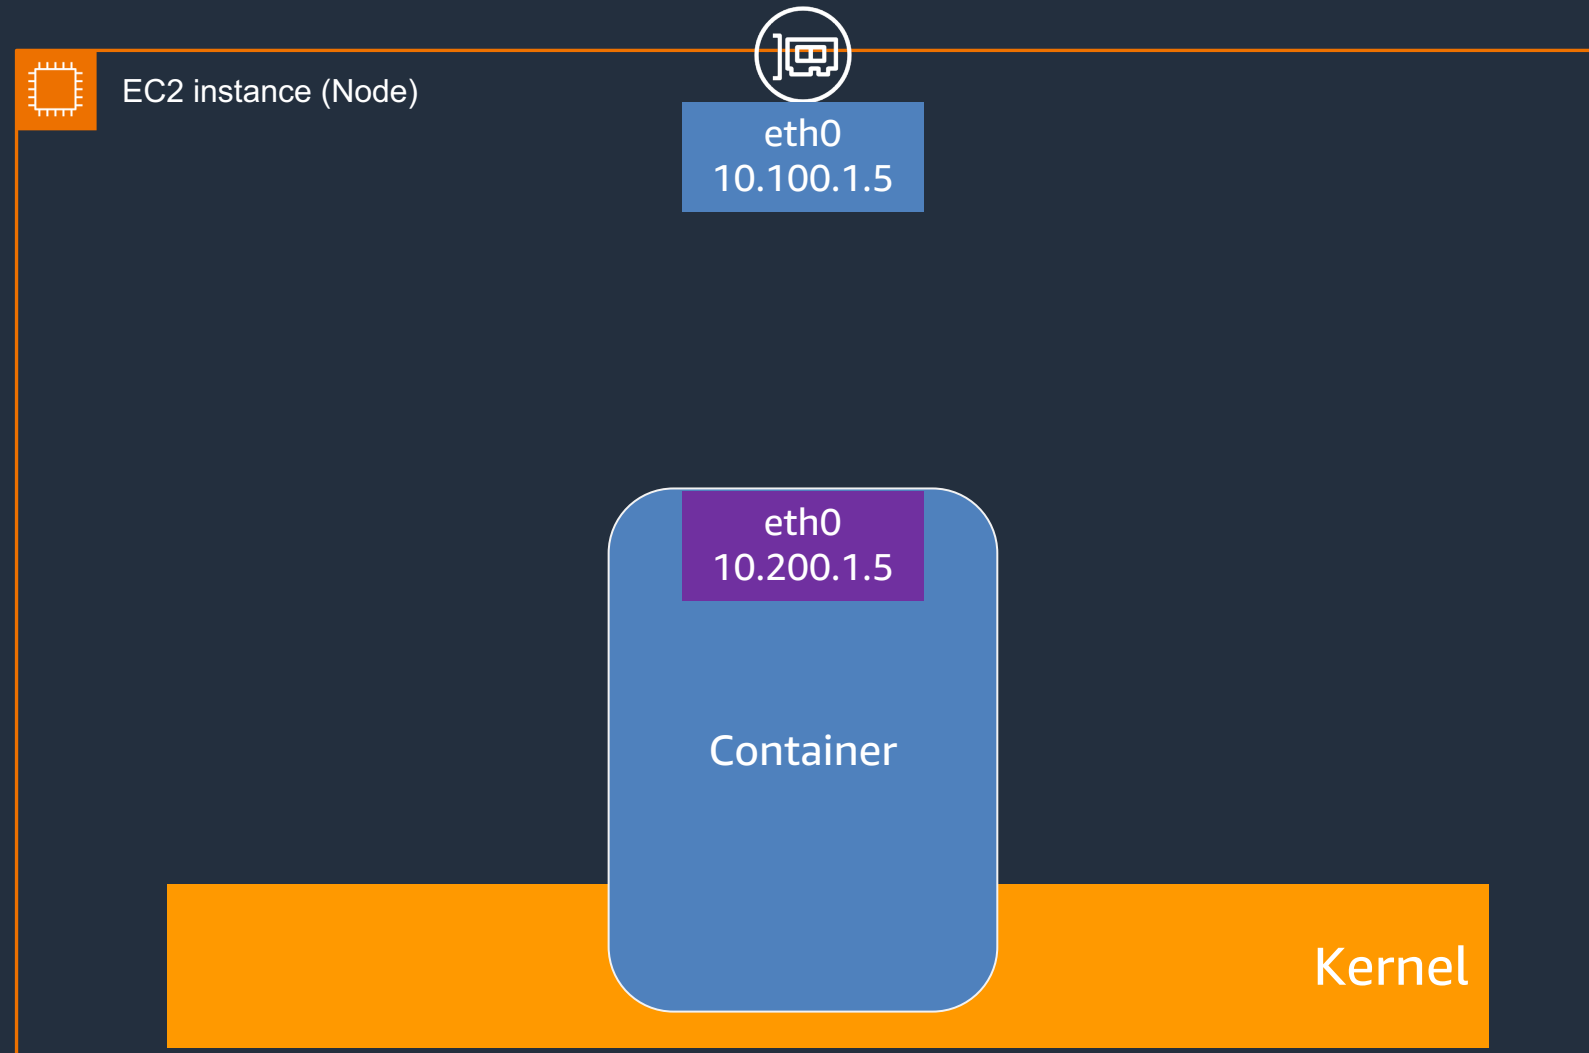 EC2 instance (Node)
eth0
10.100.1.5
eth0
10.200.1.5
Container
Kernel